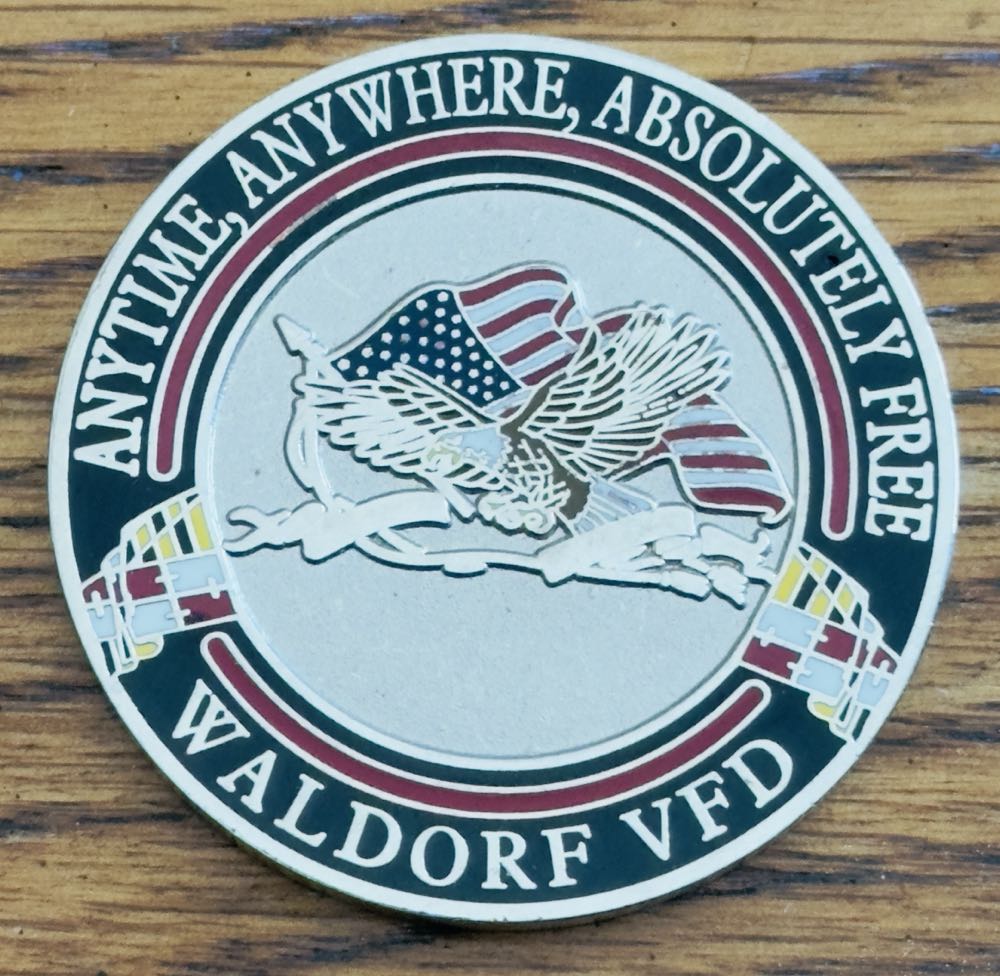 ANYTIME, ANYWHERE, ABSOLUTELY FREE
WALDORF VFD